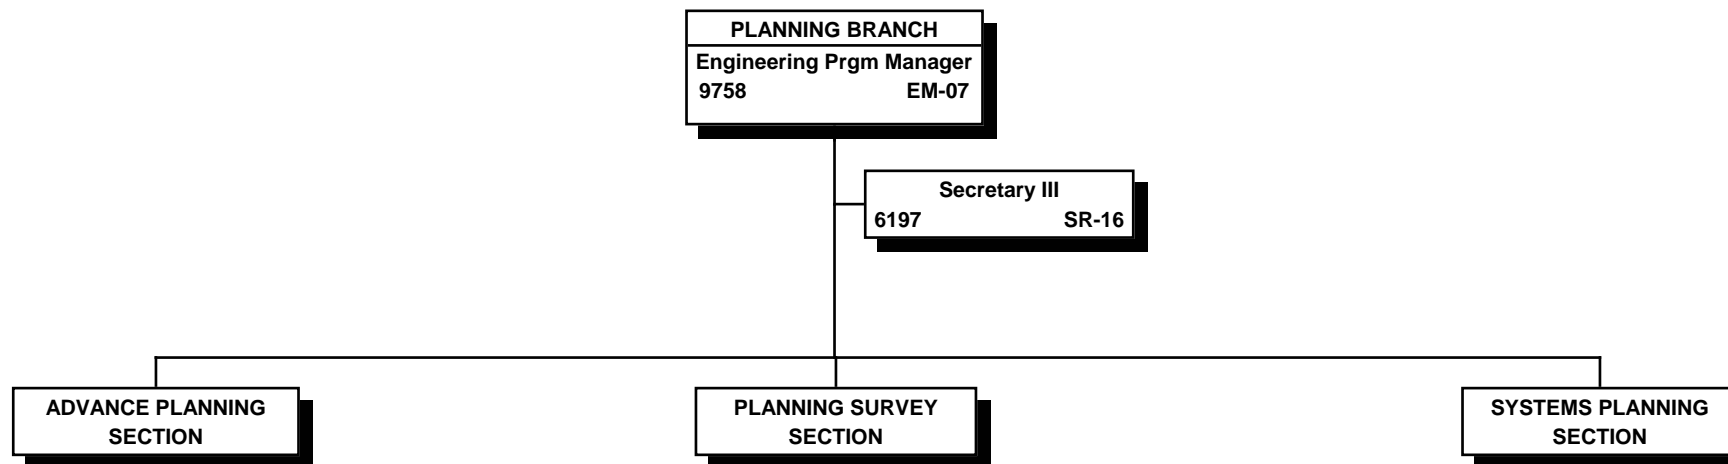 PLANNING BRANCH
Engineering Prgm Manager
9758 EM-07
Secretary III
6197 SR-16
ADVANCE PLANNING
SECTION
PLANNING SURVEY
SECTION
SYSTEMS PLANNING
SECTION